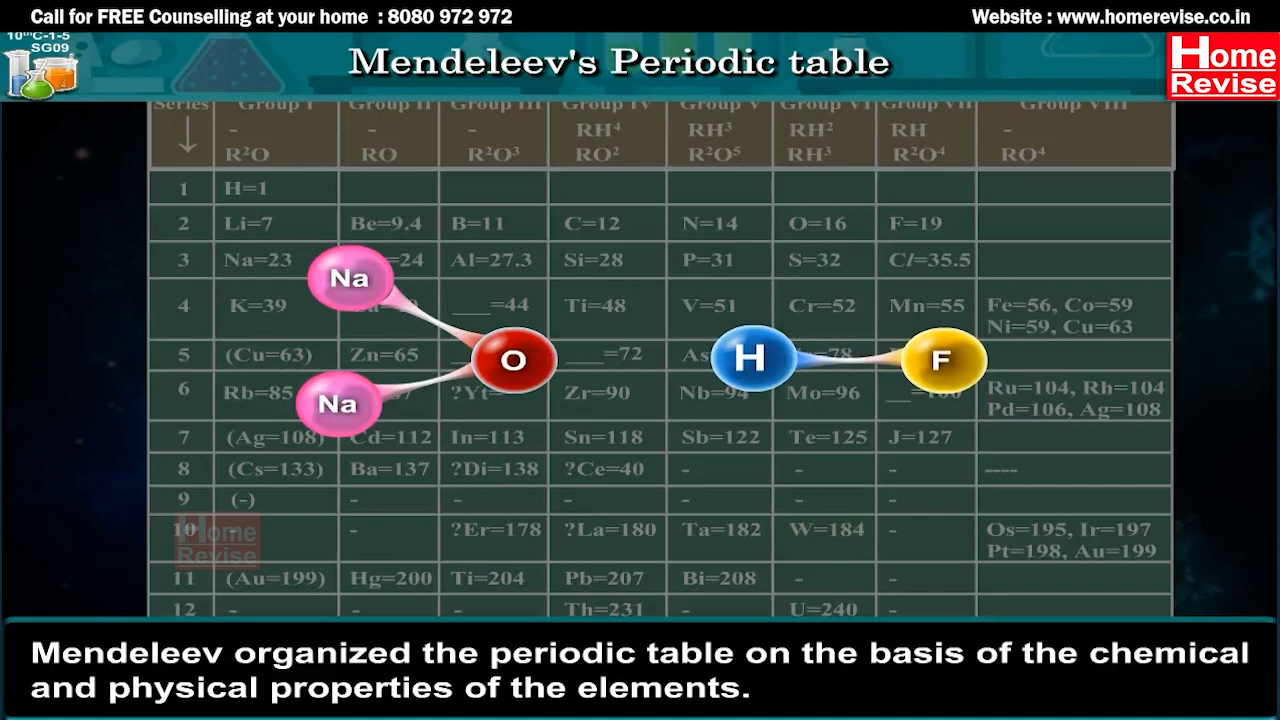 Call for FREE Counselling at your home : 8080 972 972
Website : www.homerevise.co.in
10thC-1-5
SG09
Mendeleev's Periodic table
Home
Revise
Series Group I Group II Group III Group IV Group V Group VI Group VII Group VIII
↓ - - - RH⁴ RH³ RH² RH -
R²O RO R²O³ RO² R²O⁵ RH³ R²O⁴ RO⁴
1 H=1
2 Li=7 Be=9.4 B=11 C=12 N=14 O=16 F=19
3 Na=23 =24 Al=27.3 Si=28 P=31 S=32 Cl=35.5
Na
4 K=39 ___=44 Ti=48 V=51 Cr=52 Mn=55 Fe=56, Co=59
Ni=59, Cu=63
5 (Cu=63) Zn=65 ___=72 As =78
O H F
6 Rb=85 ?Yt= Zr=90 Nb=94 Mo=96 __=100 Ru=104, Rh=104
Pd=106, Ag=108
Na
7 (Ag=108) Cd=112 In=113 Sn=118 Sb=122 Te=125 J=127
8 (Cs=133) Ba=137 ?Di=138 ?Ce=40 - - - ----
9 (-) - - - - - -
10 - - ?Er=178 ?La=180 Ta=182 W=184 - Os=195, Ir=197
Pt=198, Au=199
Home
Revise
11 (Au=199) Hg=200 Ti=204 Pb=207 Bi=208 - -
12 - - - Th=231 - U=240 -
Mendeleev organized the periodic table on the basis of the chemical
and physical properties of the elements.